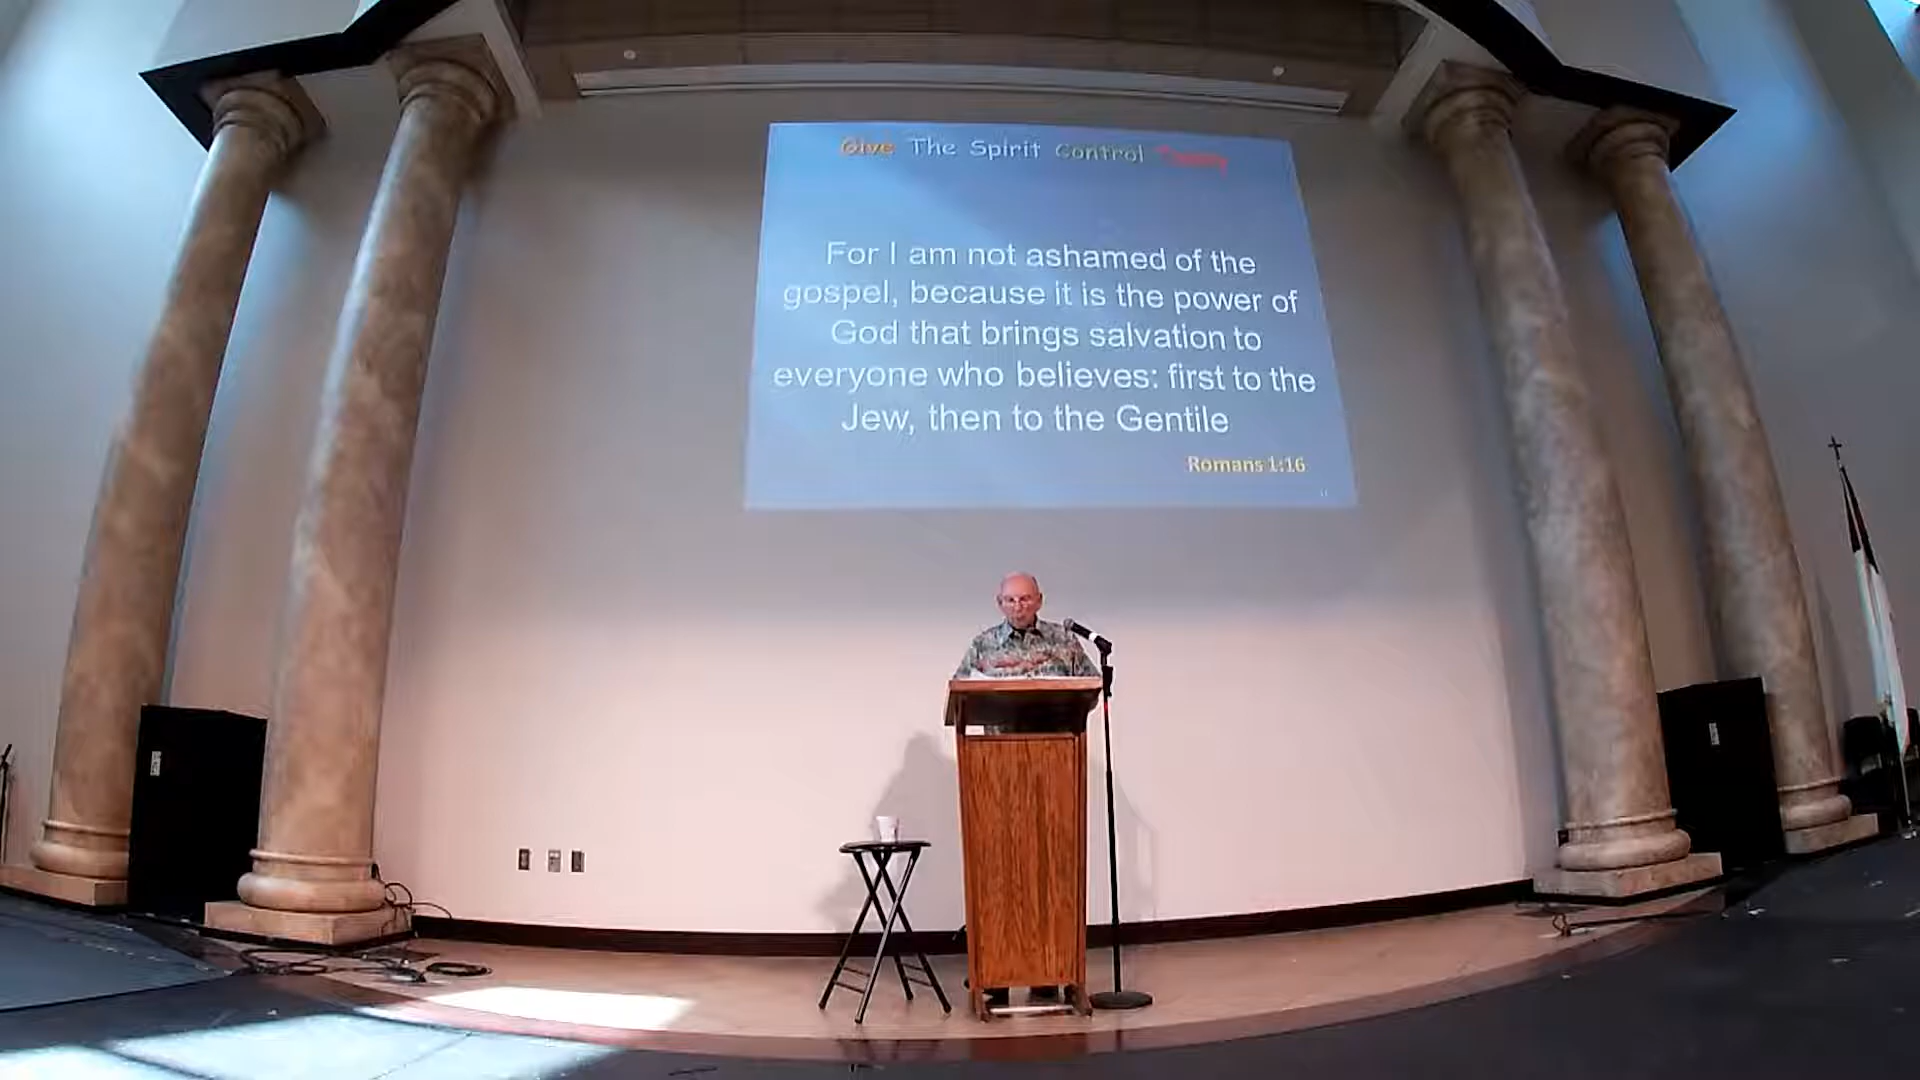 Give The Spirit Control
For I am not ashamed of the
gospel, because it is the power of
God that brings salvation to
everyone who believes: first to the
Jew, then to the Gentile
Romans 1:16